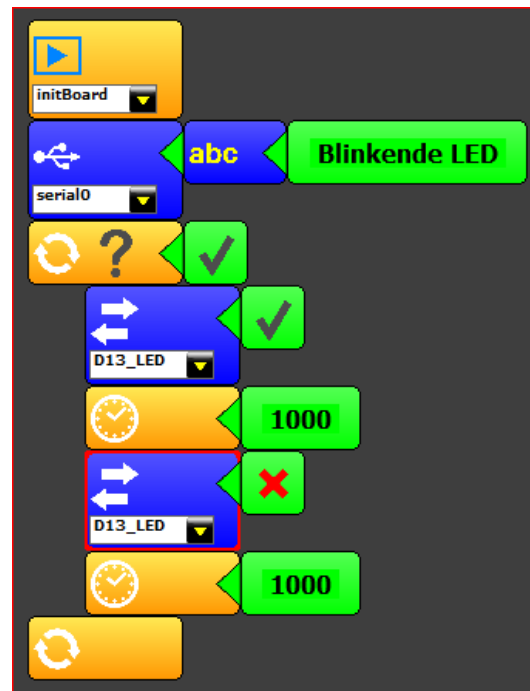 initBoard
abc
Blinkende LED
serial0
?
D13_LED
1000
D13_LED
1000